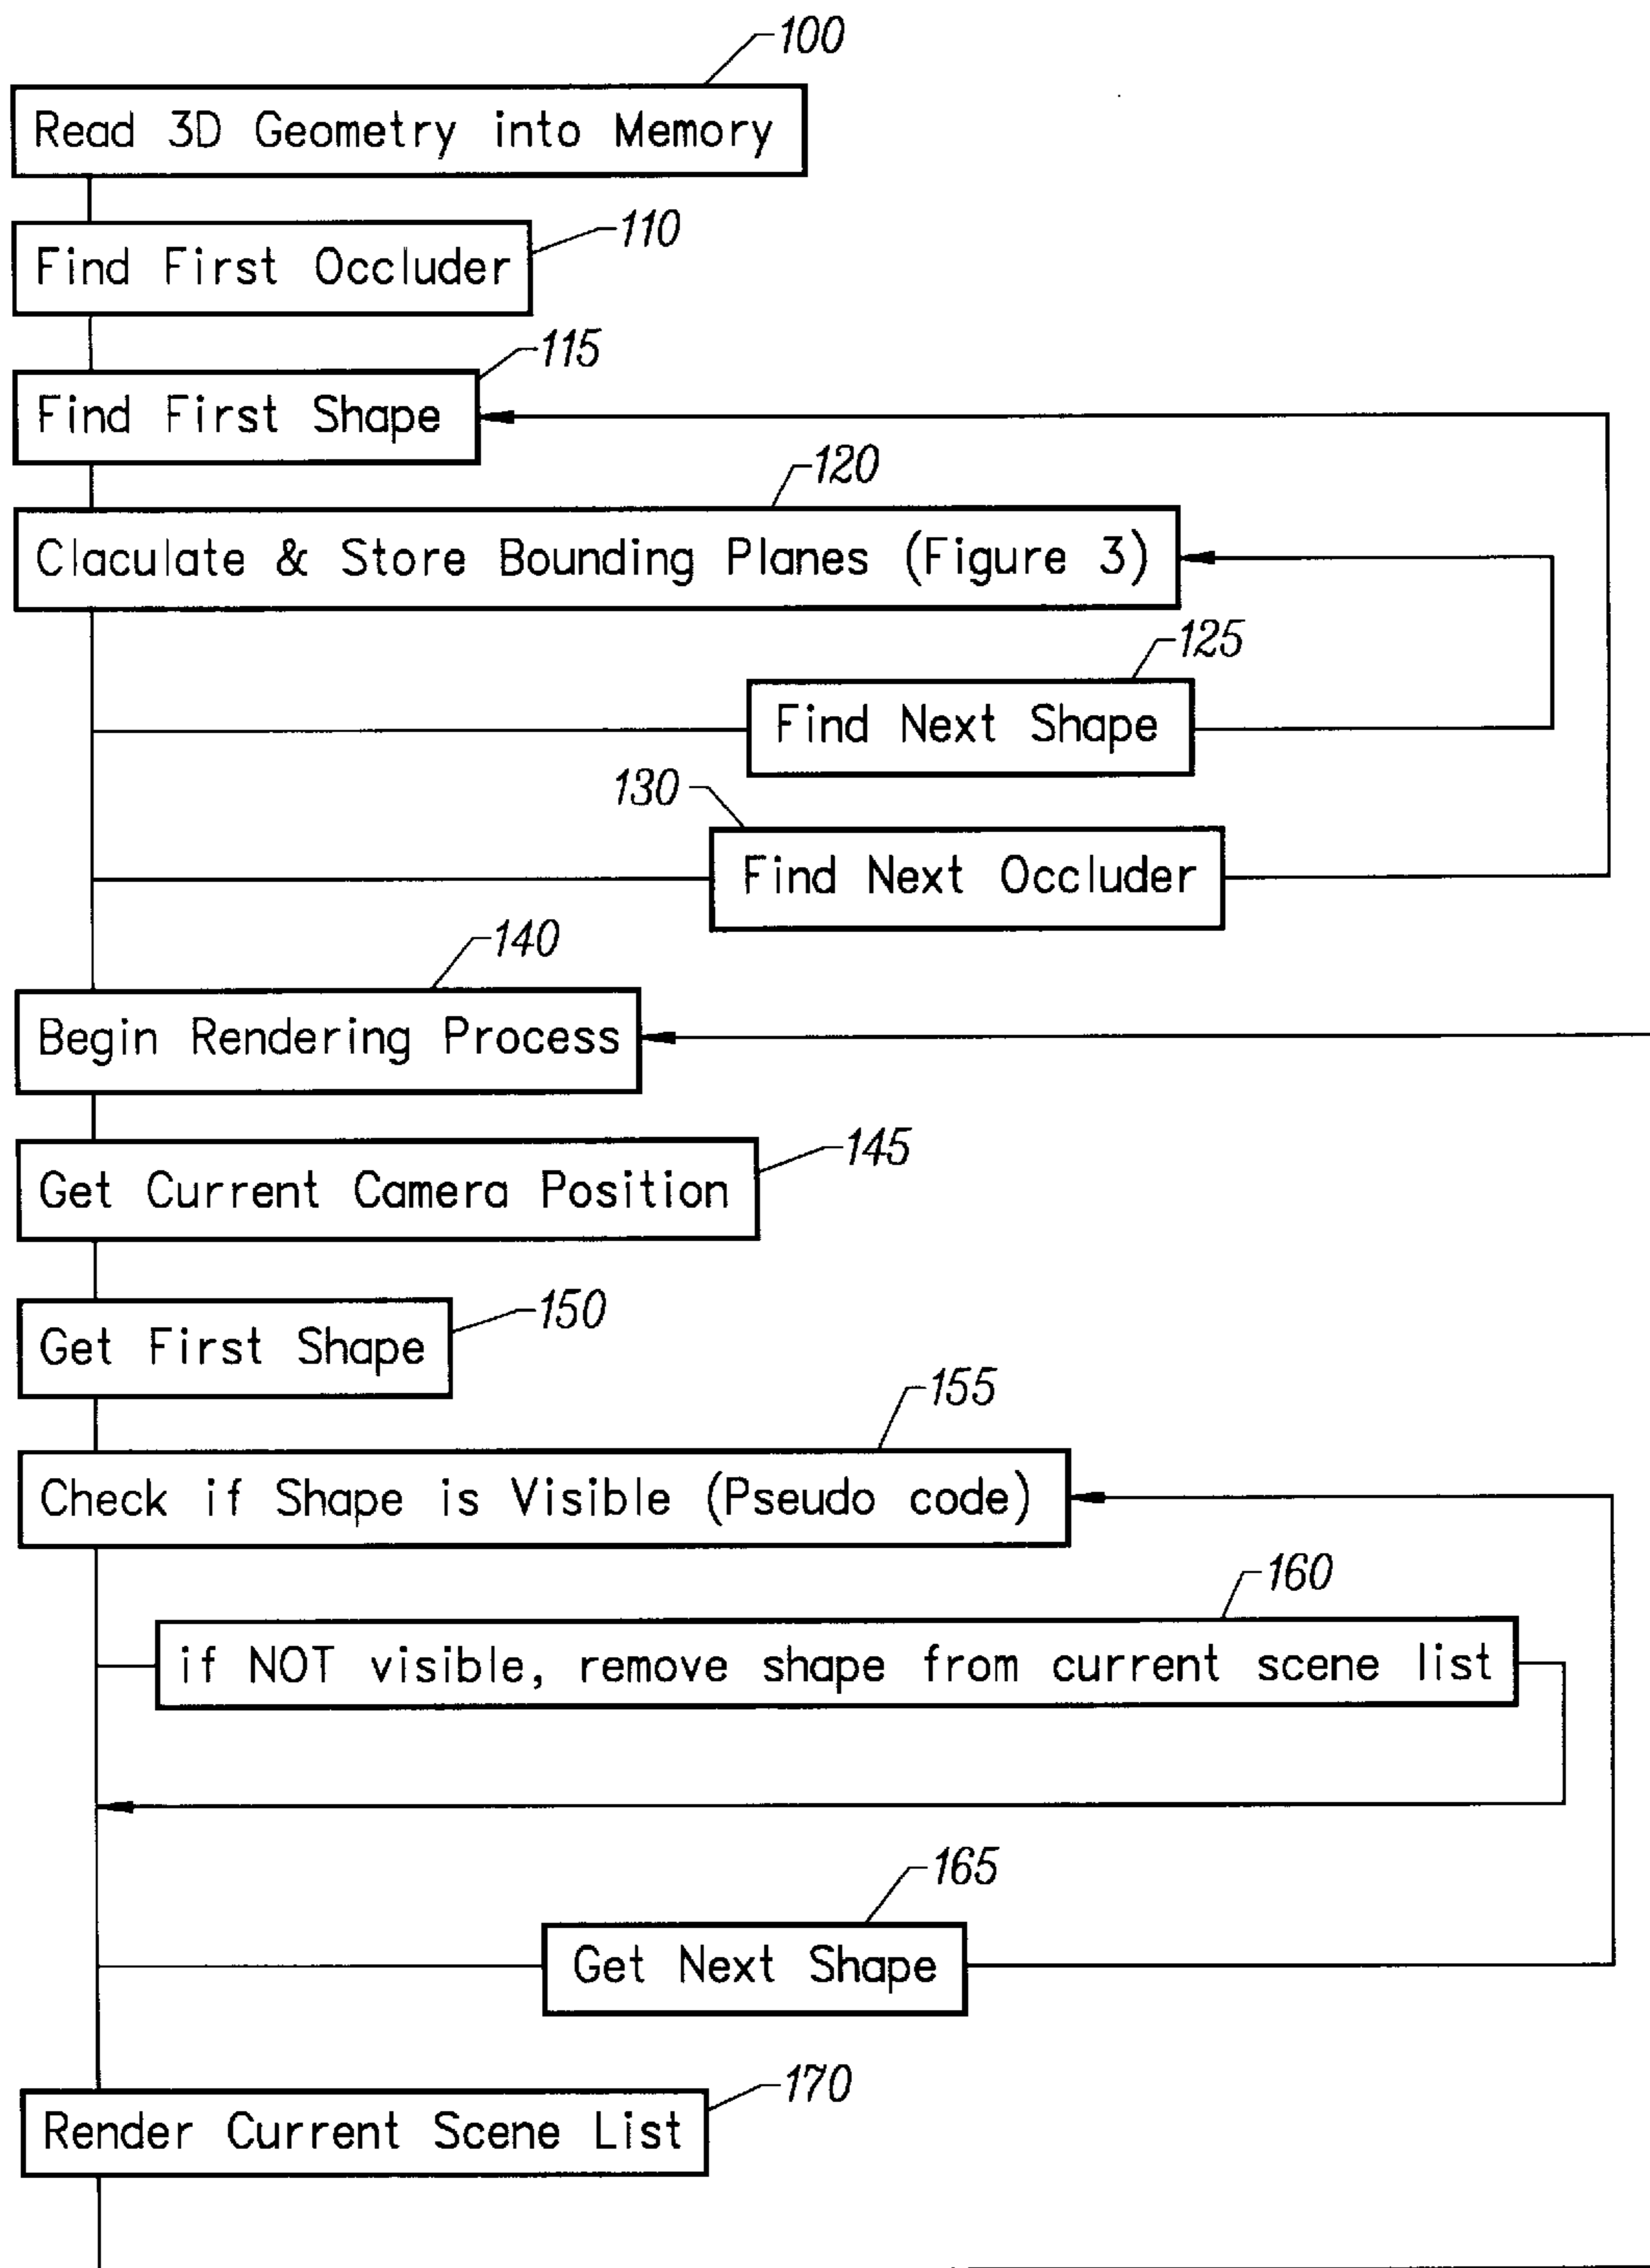 100
Read 3D Geometry into Memory
110
Find First Occluder
115
Find First Shape
120
Claculate & Store Bounding Planes (Figure 3)
125
Find Next Shape
130
Find Next Occluder
140
Begin Rendering Process
145
Get Current Camera Position
150
Get First Shape
155
Check if Shape is Visible (Pseudo code)
160
if NOT visible, remove shape from current scene list
165
Get Next Shape
170
Render Current Scene List